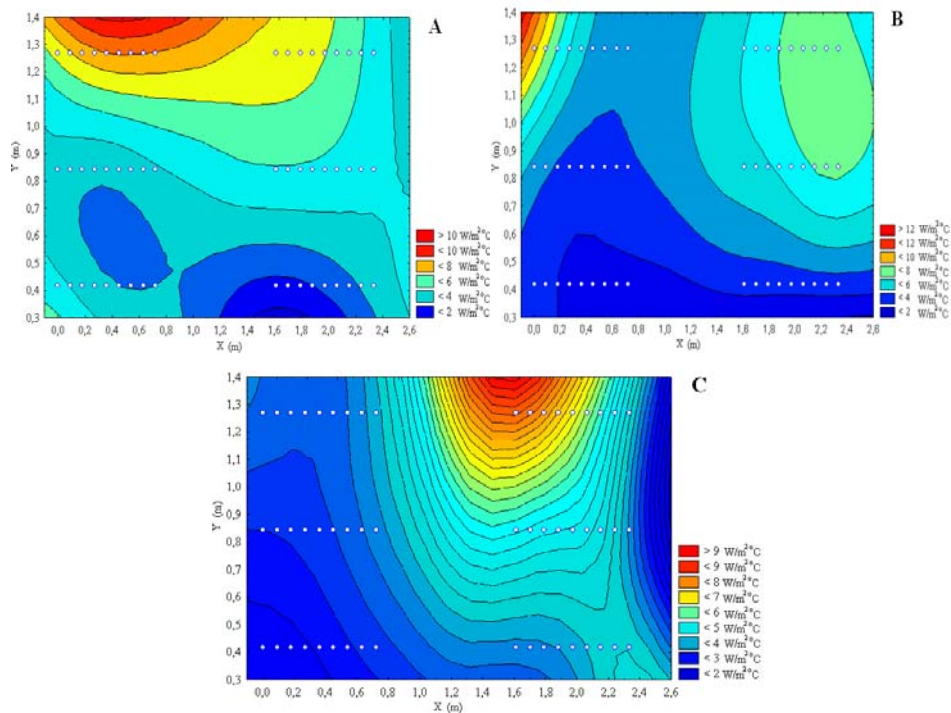 A
1,4
1,3
1,2
1,1
1,0
0,9
0,8
0,7
0,6
0,5
0,4
0,3
Y (m)
0,0 0,2 0,4 0,6 0,8 1,0 1,2 1,4 1,6 1,8 2,0 2,2 2,4 2,6
X (m)
> 10 W/m²°C
< 10 W/m²°C
< 8 W/m²°C
< 6 W/m²°C
< 4 W/m²°C
< 2 W/m²°C
B
1,4
1,3
1,2
1,1
1,0
0,9
0,8
0,7
0,6
0,5
0,4
0,3
Y (m)
0,0 0,2 0,4 0,6 0,8 1,0 1,2 1,4 1,6 1,8 2,0 2,2 2,4 2,6
X (m)
> 12 W/m²°C
< 12 W/m²°C
< 10 W/m²°C
< 8 W/m²°C
< 6 W/m²°C
< 4 W/m²°C
< 2 W/m²°C
C
1,4
1,3
1,2
1,1
1,0
0,9
0,8
0,7
0,6
0,5
0,4
0,3
Y (m)
0,0 0,2 0,4 0,6 0,8 1,0 1,2 1,4 1,6 1,8 2,0 2,2 2,4 2,6
X (m)
> 9 W/m²°C
< 9 W/m²°C
< 8 W/m²°C
< 7 W/m²°C
< 6 W/m²°C
< 5 W/m²°C
< 4 W/m²°C
< 3 W/m²°C
< 2 W/m²°C